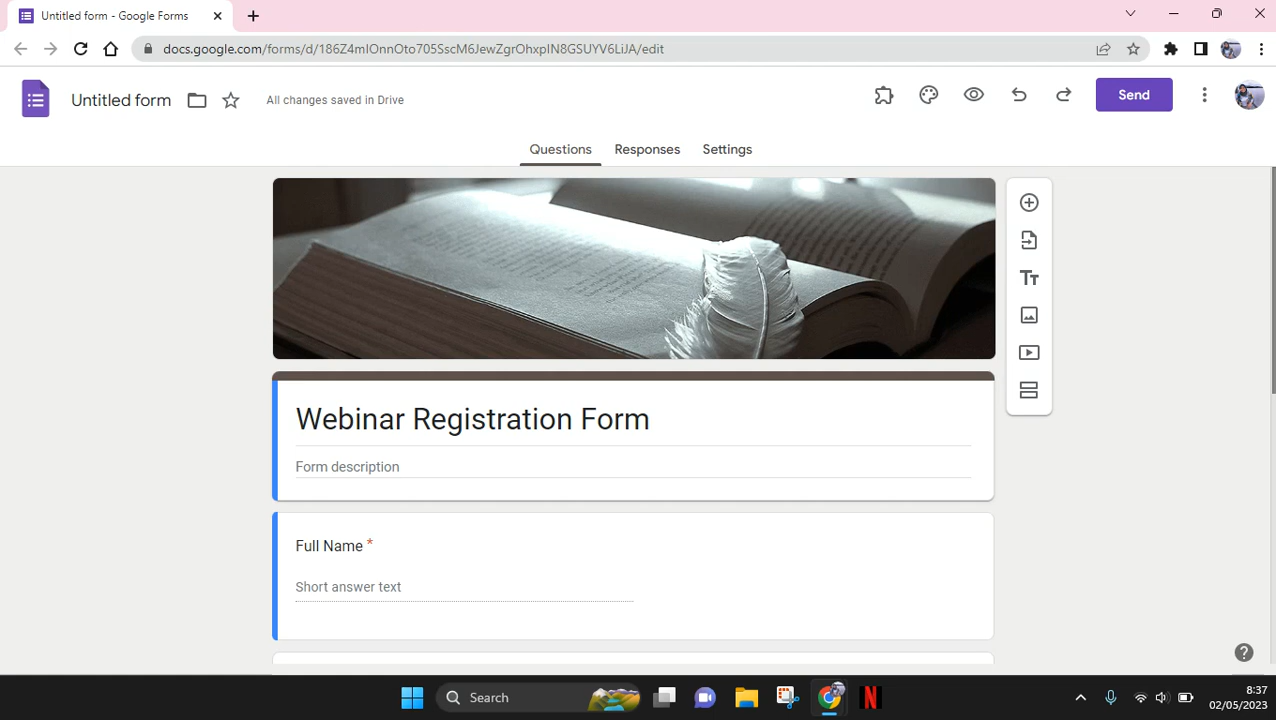 Untitled form - Google Forms
docs.google.com/forms/d/186Z4mIOnnOto705SscM6JewZgrOhxpIN8GSUYV6LiJA/edit
Untitled form
All changes saved in Drive
Send
Questions Responses Settings
Webinar Registration Form
Form description
Full Name *
Short answer text
Search
8:37
02/05/2023